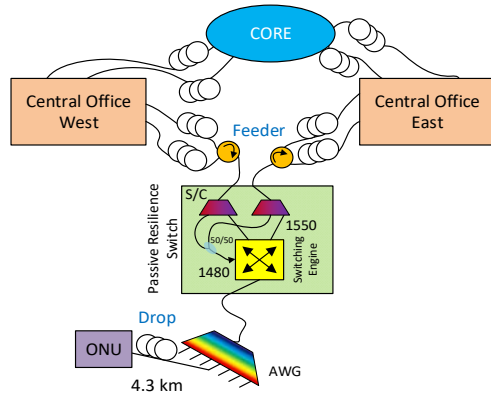 CORE
Central Office
West
Central Office
East
Feeder
S/C
1550
Passive Resilience
Switch
50/50
1480
Switching
Engine
Drop
ONU
AWG
4.3 km